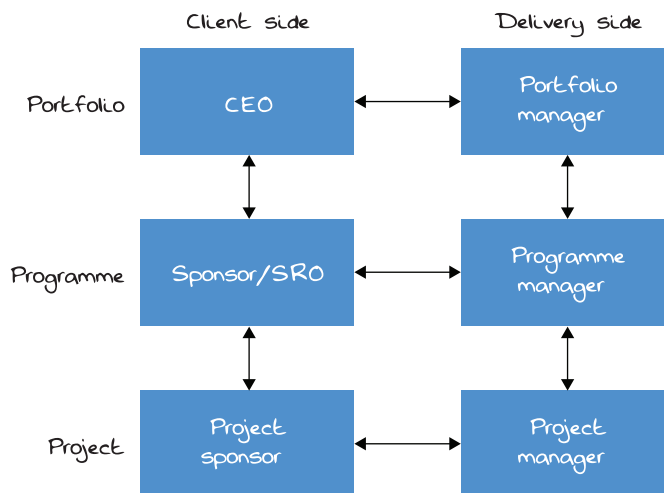 Client side
Delivery side
Portfolio
CEO
Portfolio
manager
Programme
Sponsor/SRO
Programme
manager
Project
Project
sponsor
Project
manager